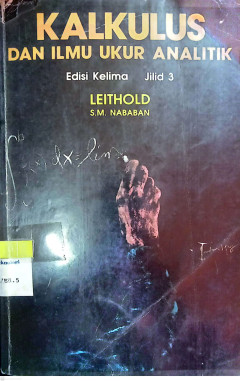 KALKULUS
DAN ILMU UKUR ANALITIK
Edisi Kelima Jilid 3
LEITHOLD
S.M. NABABAN